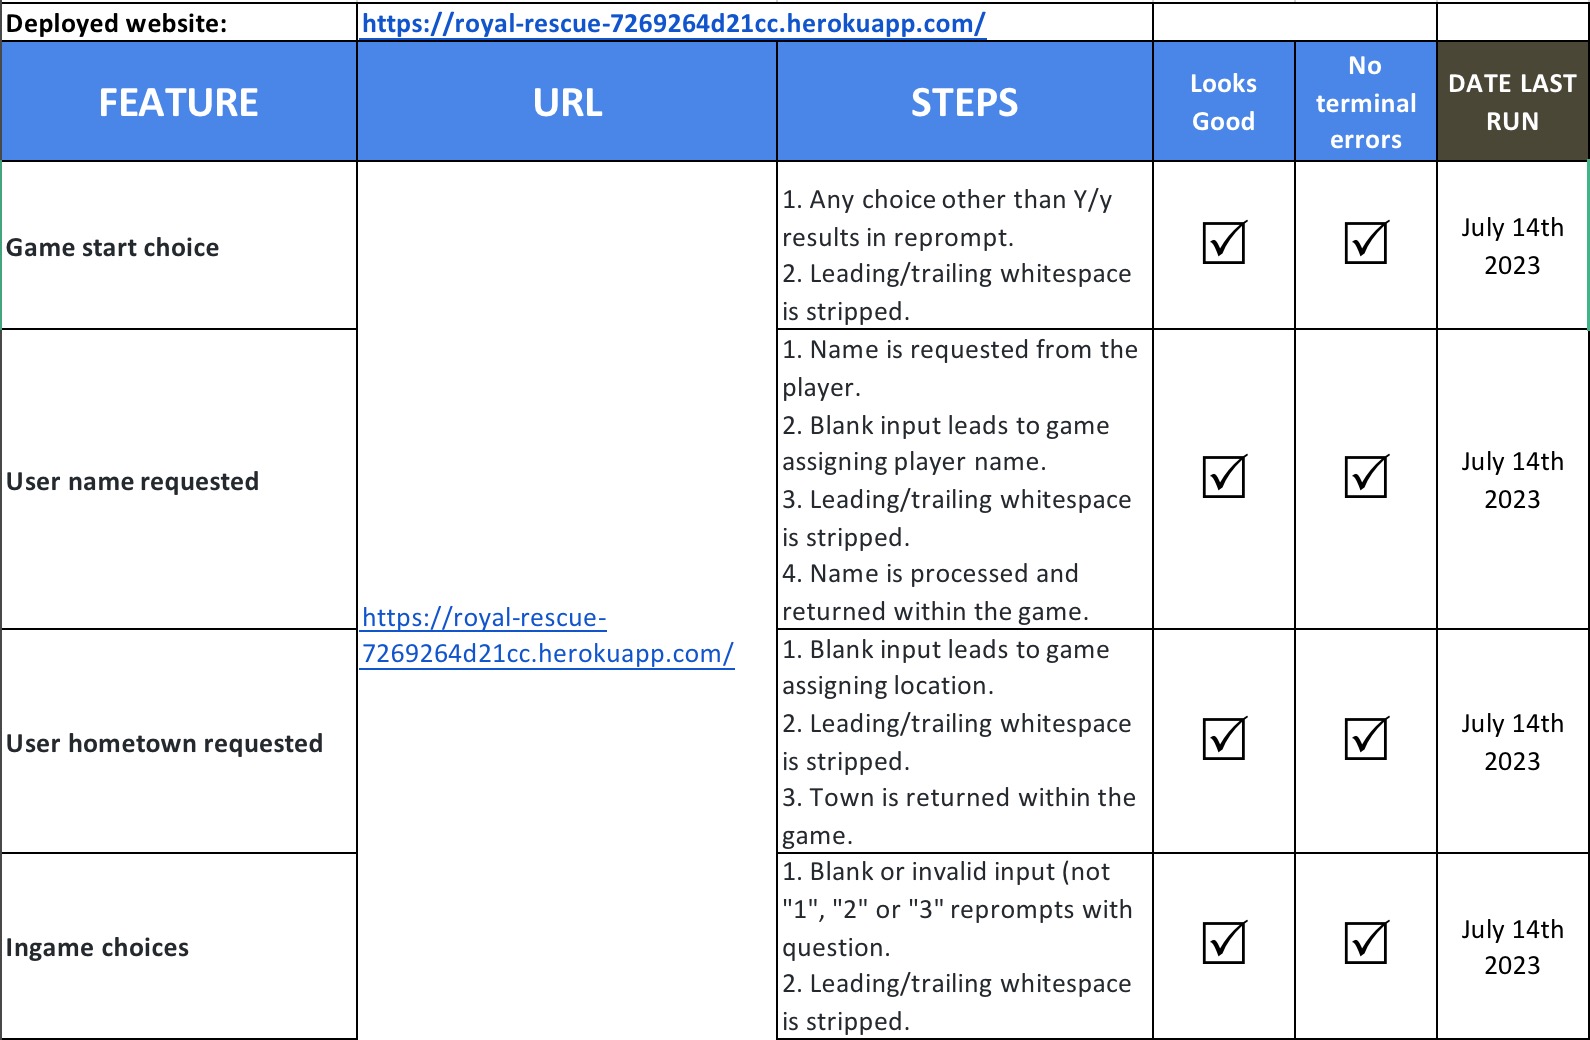 Deployed website:
https://royal-rescue-7269264d21cc.herokuapp.com/
FEATURE
URL
STEPS
Looks
Good
No
terminal
errors
DATE LAST
RUN
Game start choice
1. Any choice other than Y/y
results in reprompt.
2. Leading/trailing whitespace
is stripped.
July 14th
2023
User name requested
1. Name is requested from the
player.
2. Blank input leads to game
assigning player name.
3. Leading/trailing whitespace
is stripped.
4. Name is processed and
returned within the game.
July 14th
2023
https://royal-rescue-
7269264d21cc.herokuapp.com/
User hometown requested
1. Blank input leads to game
assigning location.
2. Leading/trailing whitespace
is stripped.
3. Town is returned within the
game.
July 14th
2023
Ingame choices
1. Blank or invalid input (not
"1", "2" or "3" reprompts with
question.
2. Leading/trailing whitespace
is stripped.
July 14th
2023